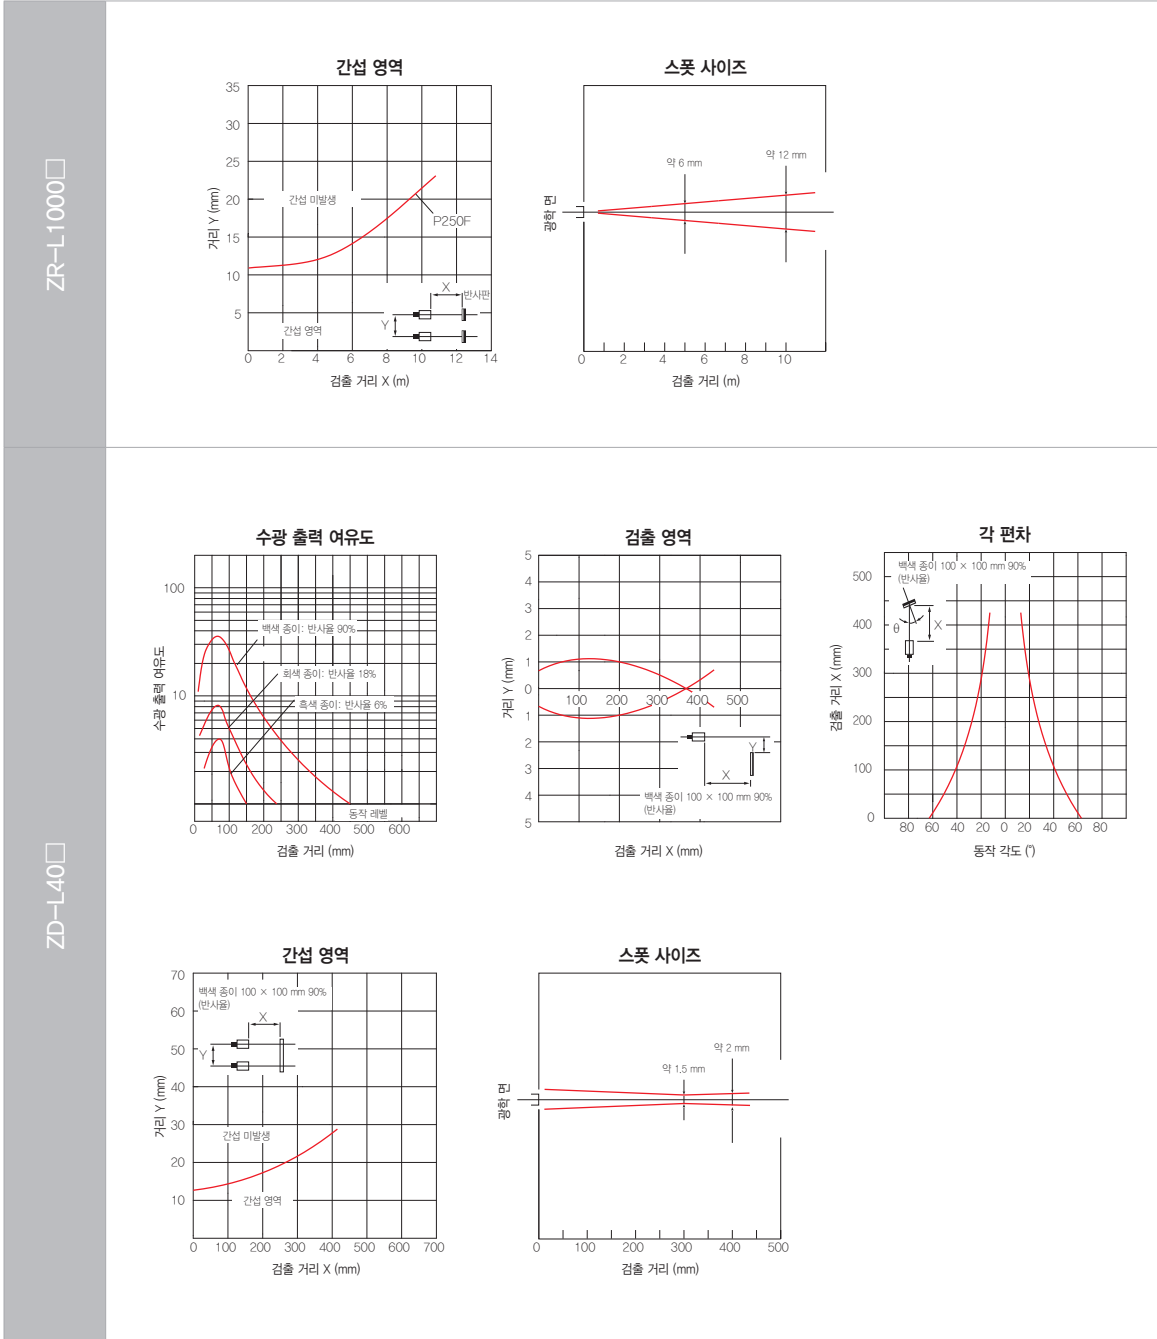 ZR-L1000□
간섭 영역
35
30
25
20
15
10
5
거리 Y (mm)
간섭 미발생
P250F
간섭 영역
X
반사판
Y
0 2 4 6 8 10 12 14
검출 거리 X (m)
스폿 사이즈
약 6 mm
약 12 mm
광학 면
0 2 4 6 8 10
검출 거리 (m)
ZD-L40□
수광 출력 여유도
100
10
수광 출력 여유도
백색 종이: 반사율 90%
회색 종이: 반사율 18%
흑색 종이: 반사율 6%
동작 레벨
0 100 200 300 400 500 600
검출 거리 (mm)
검출 영역
5
4
3
2
1
0
1
2
3
4
5
거리 Y (mm)
100 200 300 400 500
Y
X
백색 종이 100 × 100 mm 90%
(반사율)
검출 거리 X (mm)
각 편차
500
400
300
200
100
0
검출 거리 X (mm)
백색 종이 100 × 100 mm 90%
(반사율)
θ
X
80 60 40 20 0 20 40 60 80
동작 각도 (°)
간섭 영역
70
60
50
40
30
20
10
거리 Y (mm)
백색 종이 100 × 100 mm 90%
(반사율)
X
Y
간섭 미발생
간섭 영역
0 100 200 300 400 500 600 700
검출 거리 X (mm)
스폿 사이즈
약 1.5 mm
약 2 mm
광학 면
0 100 200 300 400 500
검출 거리 (mm)